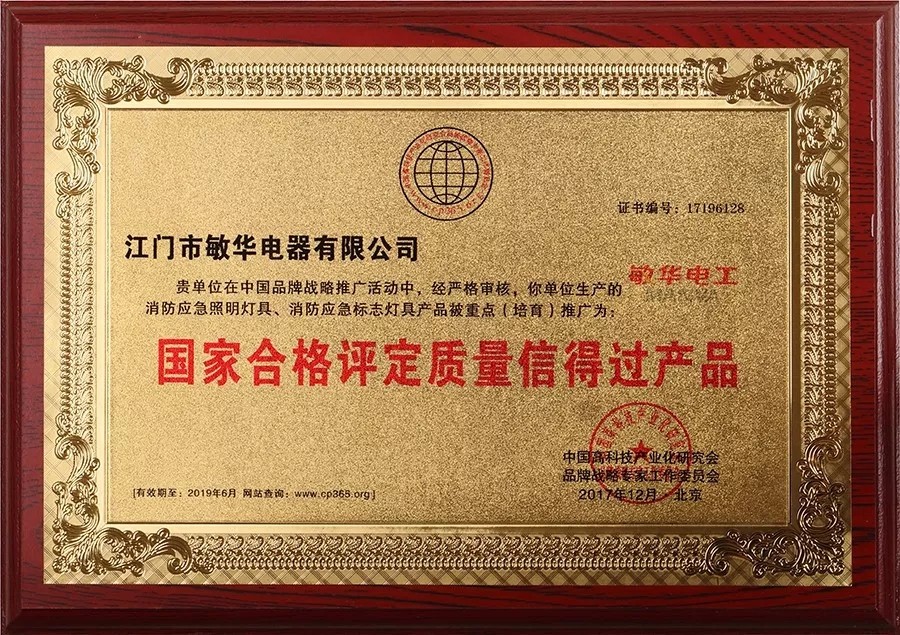 证书编号：17196128
江门市敏华电器有限公司
贵单位在中国品牌战略推广活动中，经严格审核，你单位生产的
消防应急照明灯具、消防应急标志灯具产品被重点（培育）推广为：
国家合格评定质量信得过产品
中国高科技产业化研究会
品牌战略专家工作委员会
2017年12月 北京
[有效期至：2019年6月 网站查询：www.cp365.org]